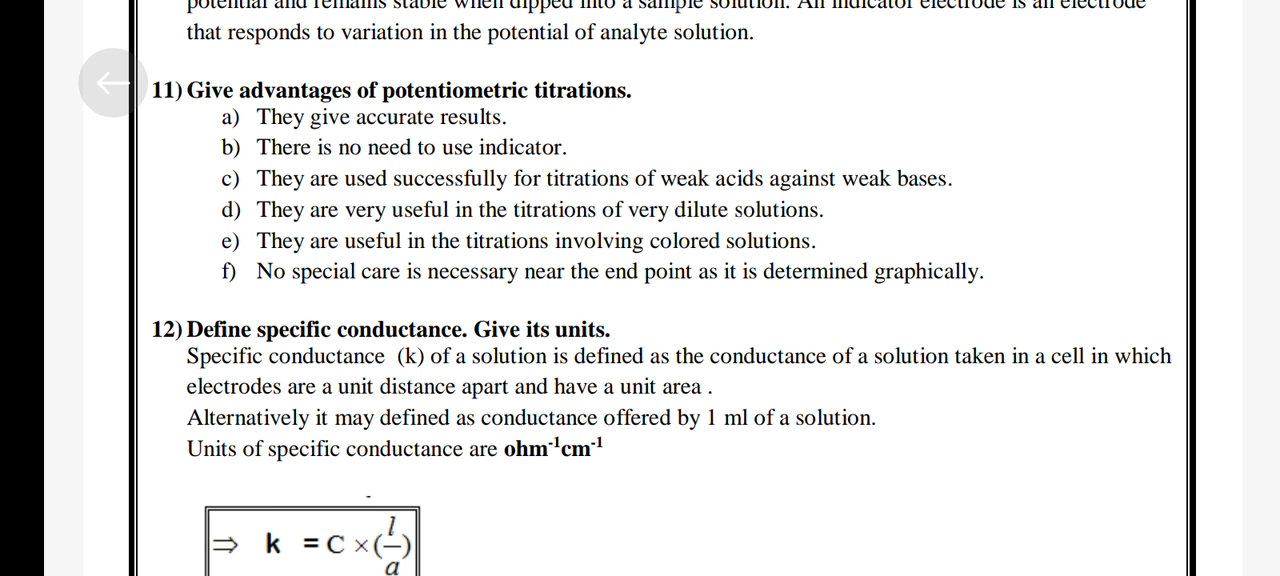 potential and remains stable when dipped into a sample solution. An indicator electrode is an electrode
that responds to variation in the potential of analyte solution.
11) Give advantages of potentiometric titrations.
a) They give accurate results.
b) There is no need to use indicator.
c) They are used successfully for titrations of weak acids against weak bases.
d) They are very useful in the titrations of very dilute solutions.
e) They are useful in the titrations involving colored solutions.
f) No special care is necessary near the end point as it is determined graphically.
12) Define specific conductance. Give its units.
Specific conductance (k) of a solution is defined as the conductance of a solution taken in a cell in which
electrodes are a unit distance apart and have a unit area .
Alternatively it may defined as conductance offered by 1 ml of a solution.
Units of specific conductance are ohm⁻¹cm⁻¹
⇒ k = C ×(l/a)